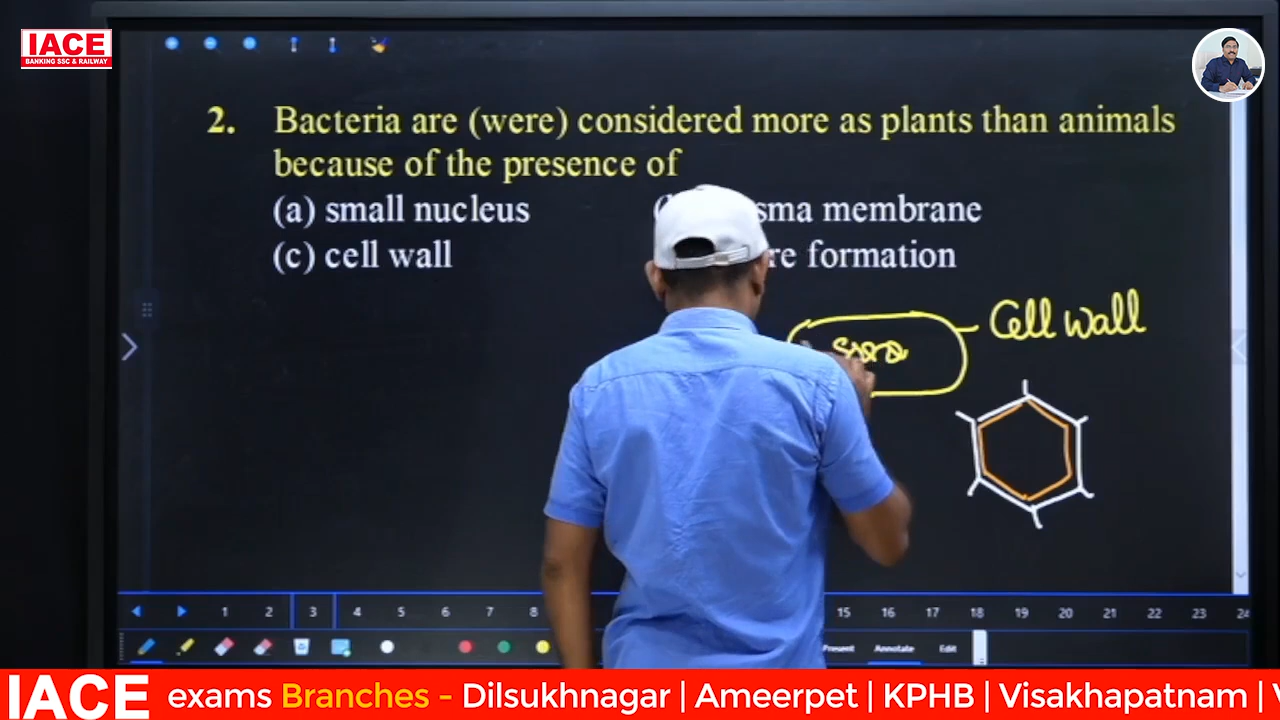 IACE
BANKING SSC & RAILWAY
2. Bacteria are (were) considered more as plants than animals
because of the presence of
(a) small nucleus membrane
(c) cell wall formation
Cell wall
1 2 3 4 5 6 7 8 15 16 17 18 19 20 21 22 23 24
Present Annotate Edit
IACE exams Branches - Dilsukhnagar | Ameerpet | KPHB | Visakhapatnam |